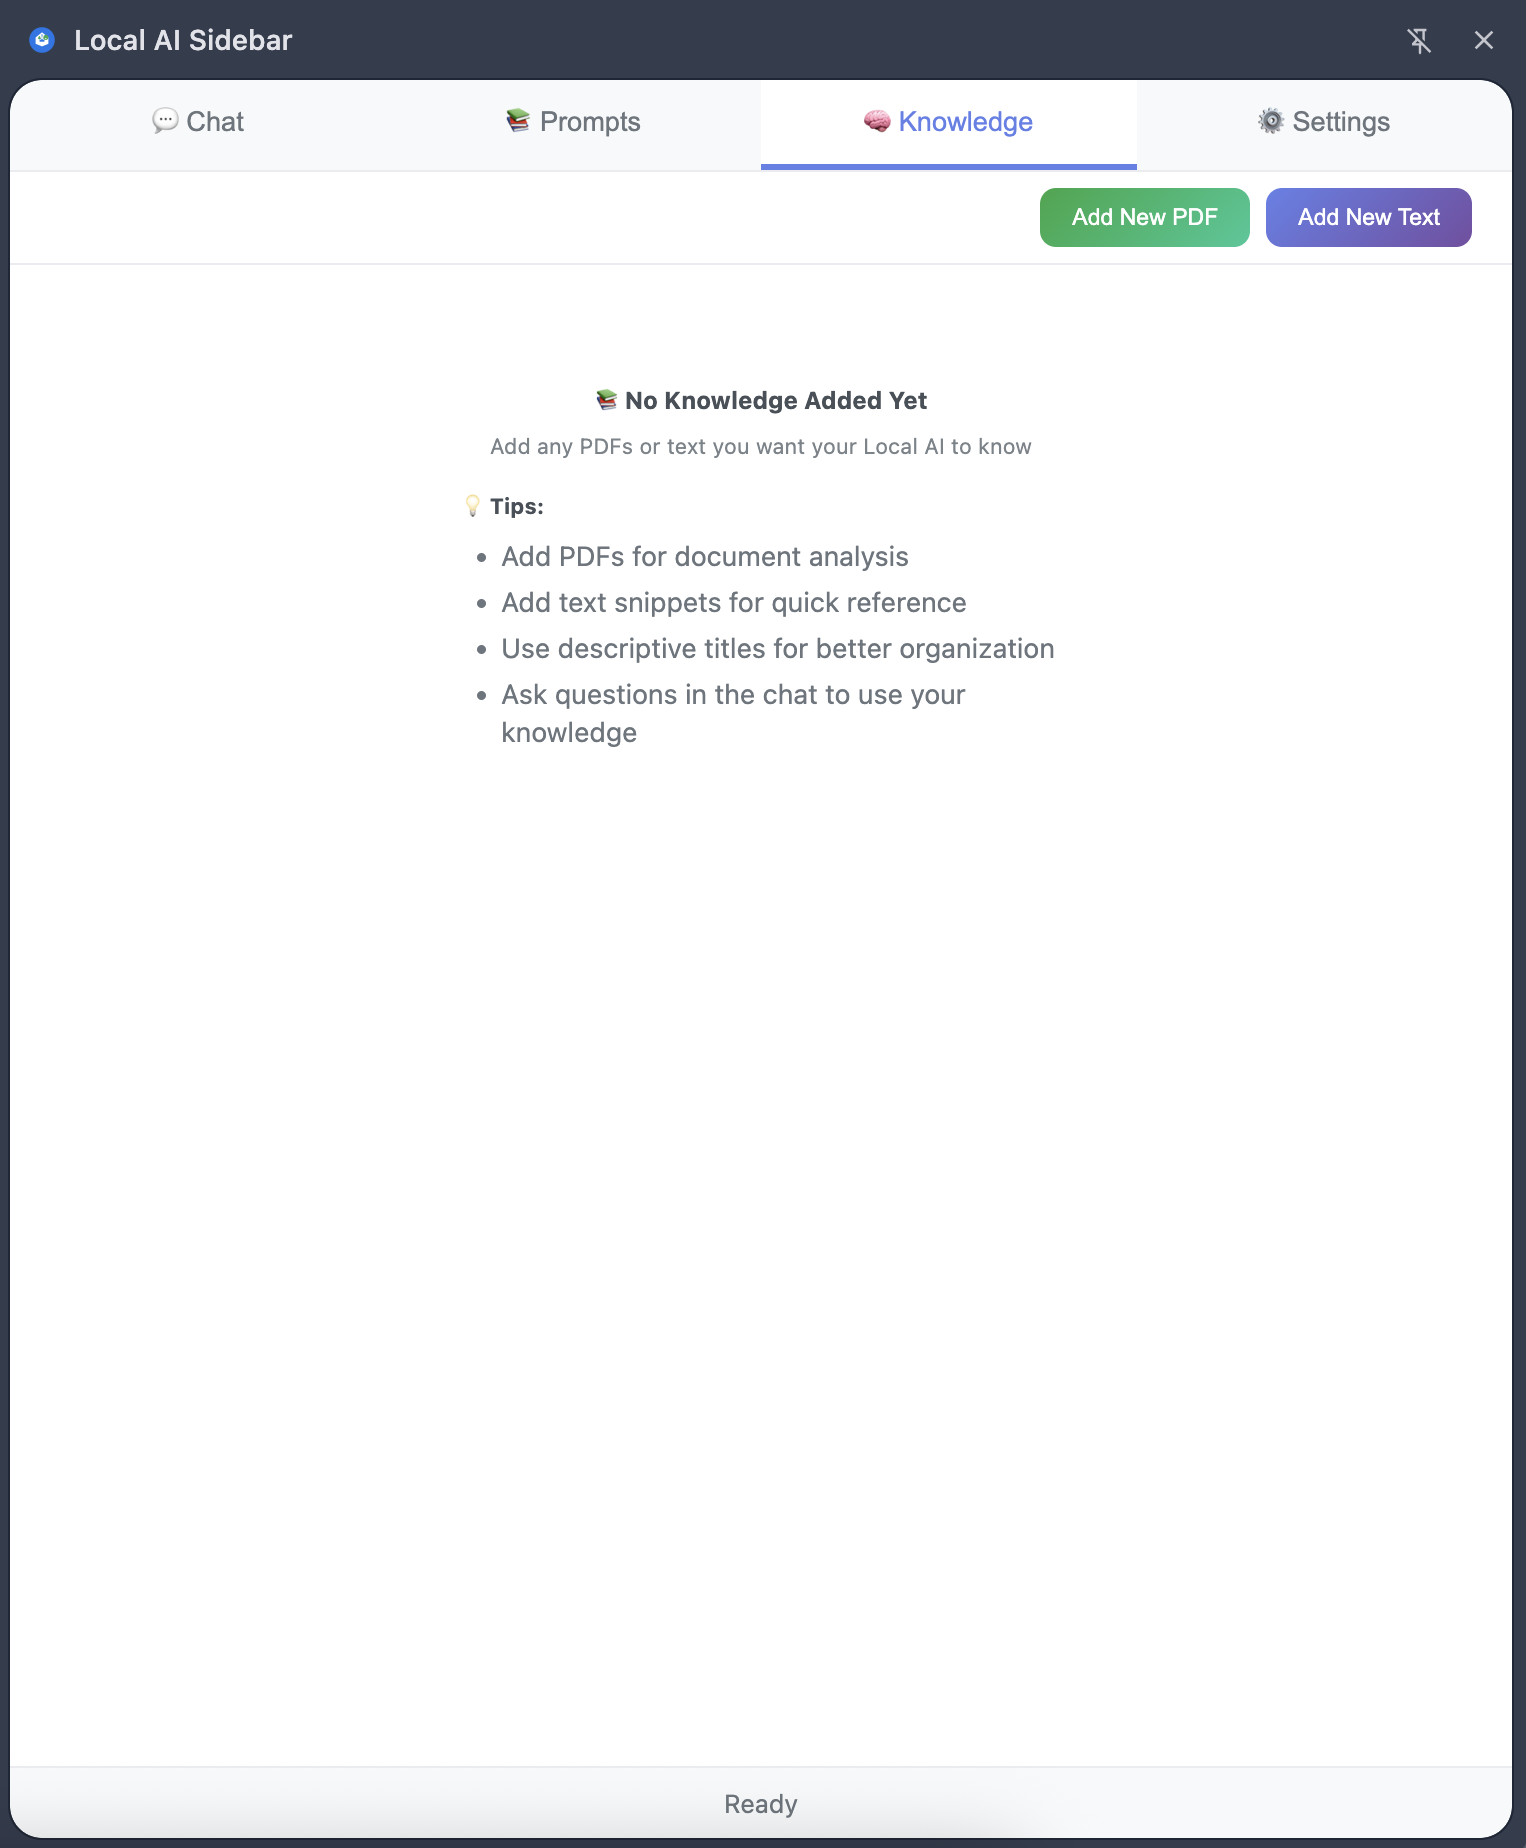 Local AI Sidebar
💬 Chat
📚 Prompts
🧠 Knowledge
⚙️ Settings
Add New PDF
Add New Text
📚 No Knowledge Added Yet
Add any PDFs or text you want your Local AI to know
💡 Tips:
• Add PDFs for document analysis
• Add text snippets for quick reference
• Use descriptive titles for better organization
• Ask questions in the chat to use your
knowledge
Ready